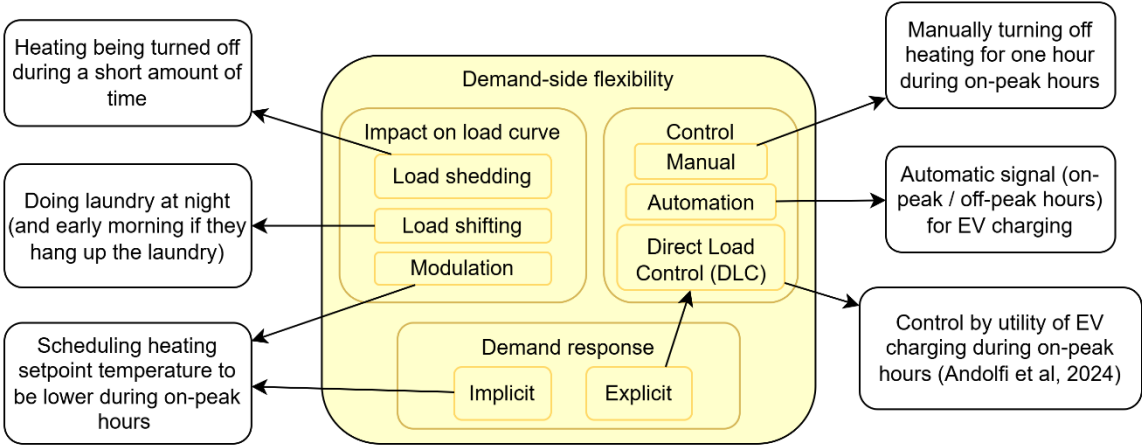 Heating being turned off
during a short amount of
time
Doing laundry at night
(and early morning if they
hang up the laundry)
Scheduling heating
setpoint temperature to
be lower during on-peak
hours
Demand-side flexibility
Impact on load curve
Load shedding
Load shifting
Modulation
Control
Manual
Automation
Direct Load
Control (DLC)
Demand response
Implicit
Explicit
Manually turning off
heating for one hour
during on-peak hours
Automatic signal (on-
peak / off-peak hours)
for EV charging
Control by utility of EV
charging during on-peak
hours (Andolfi et al, 2024)